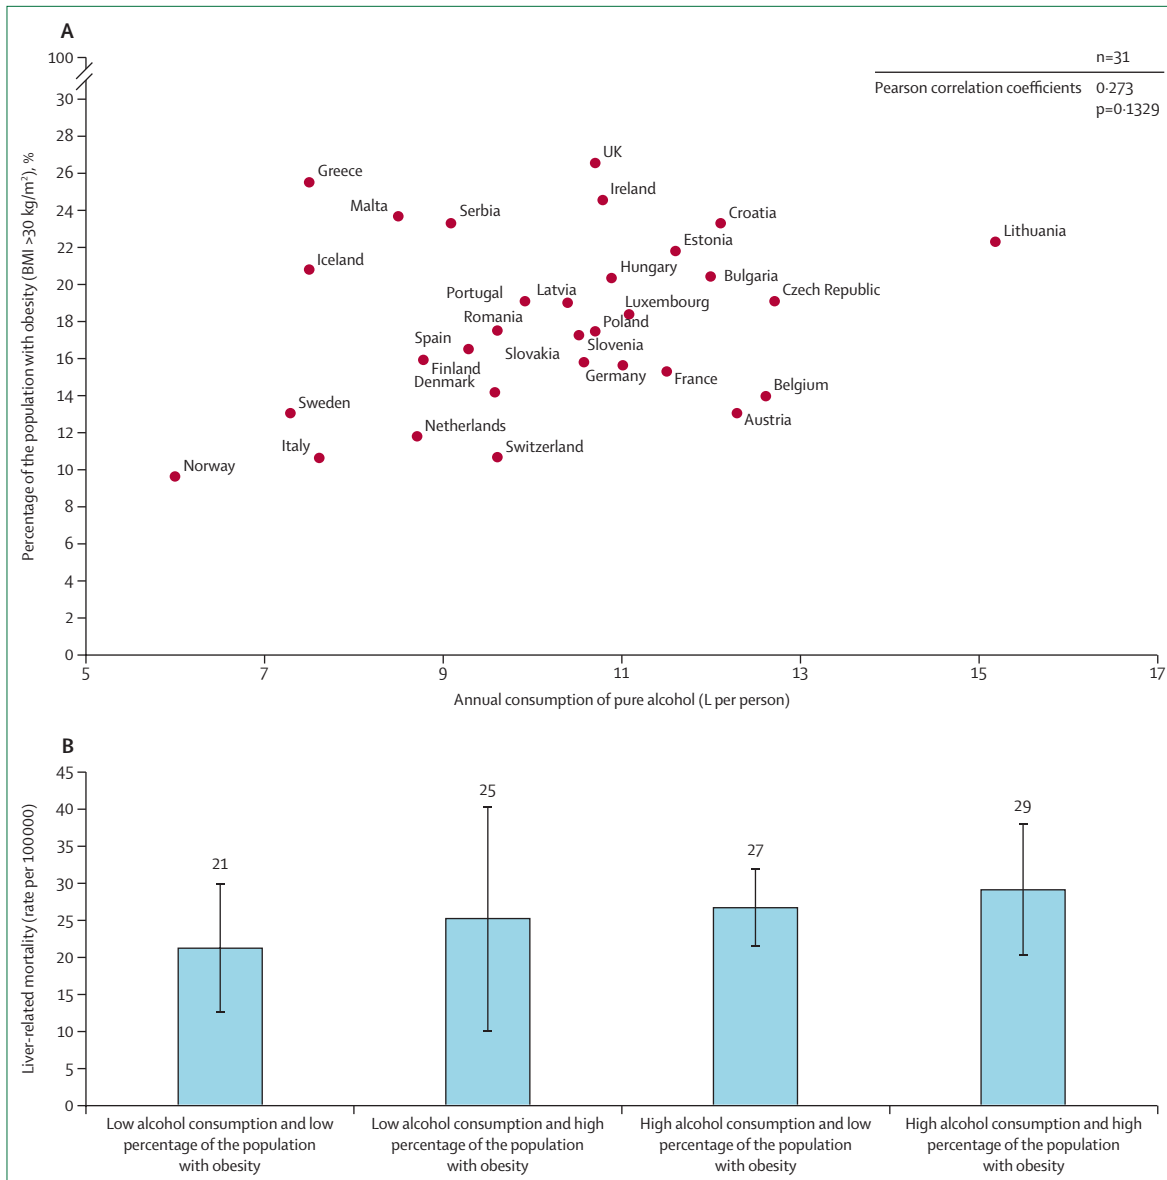 A
n=31
Pearson correlation coefficients 0·273
p=0·1329
Percentage of the population with obesity (BMI >30 kg/m²), %
100
30
28
26
24
22
20
18
16
14
12
10
8
6
4
2
0
UK
Greece
Ireland
Malta
Serbia
Croatia
Lithuania
Estonia
Iceland
Hungary
Bulgaria
Portugal
Latvia
Czech Republic
Luxembourg
Romania
Poland
Spain
Slovakia
Slovenia
Finland
Germany
France
Denmark
Belgium
Sweden
Austria
Netherlands
Italy
Switzerland
Norway
5 7 9 11 13 15 17
Annual consumption of pure alcohol (L per person)
B
Liver-related mortality (rate per 100000)
45
40
35
30
25
20
15
10
5
0
21
25
27
29
Low alcohol consumption and low
percentage of the population
with obesity
Low alcohol consumption and high
percentage of the population
with obesity
High alcohol consumption and low
percentage of the population
with obesity
High alcohol consumption and high
percentage of the population
with obesity